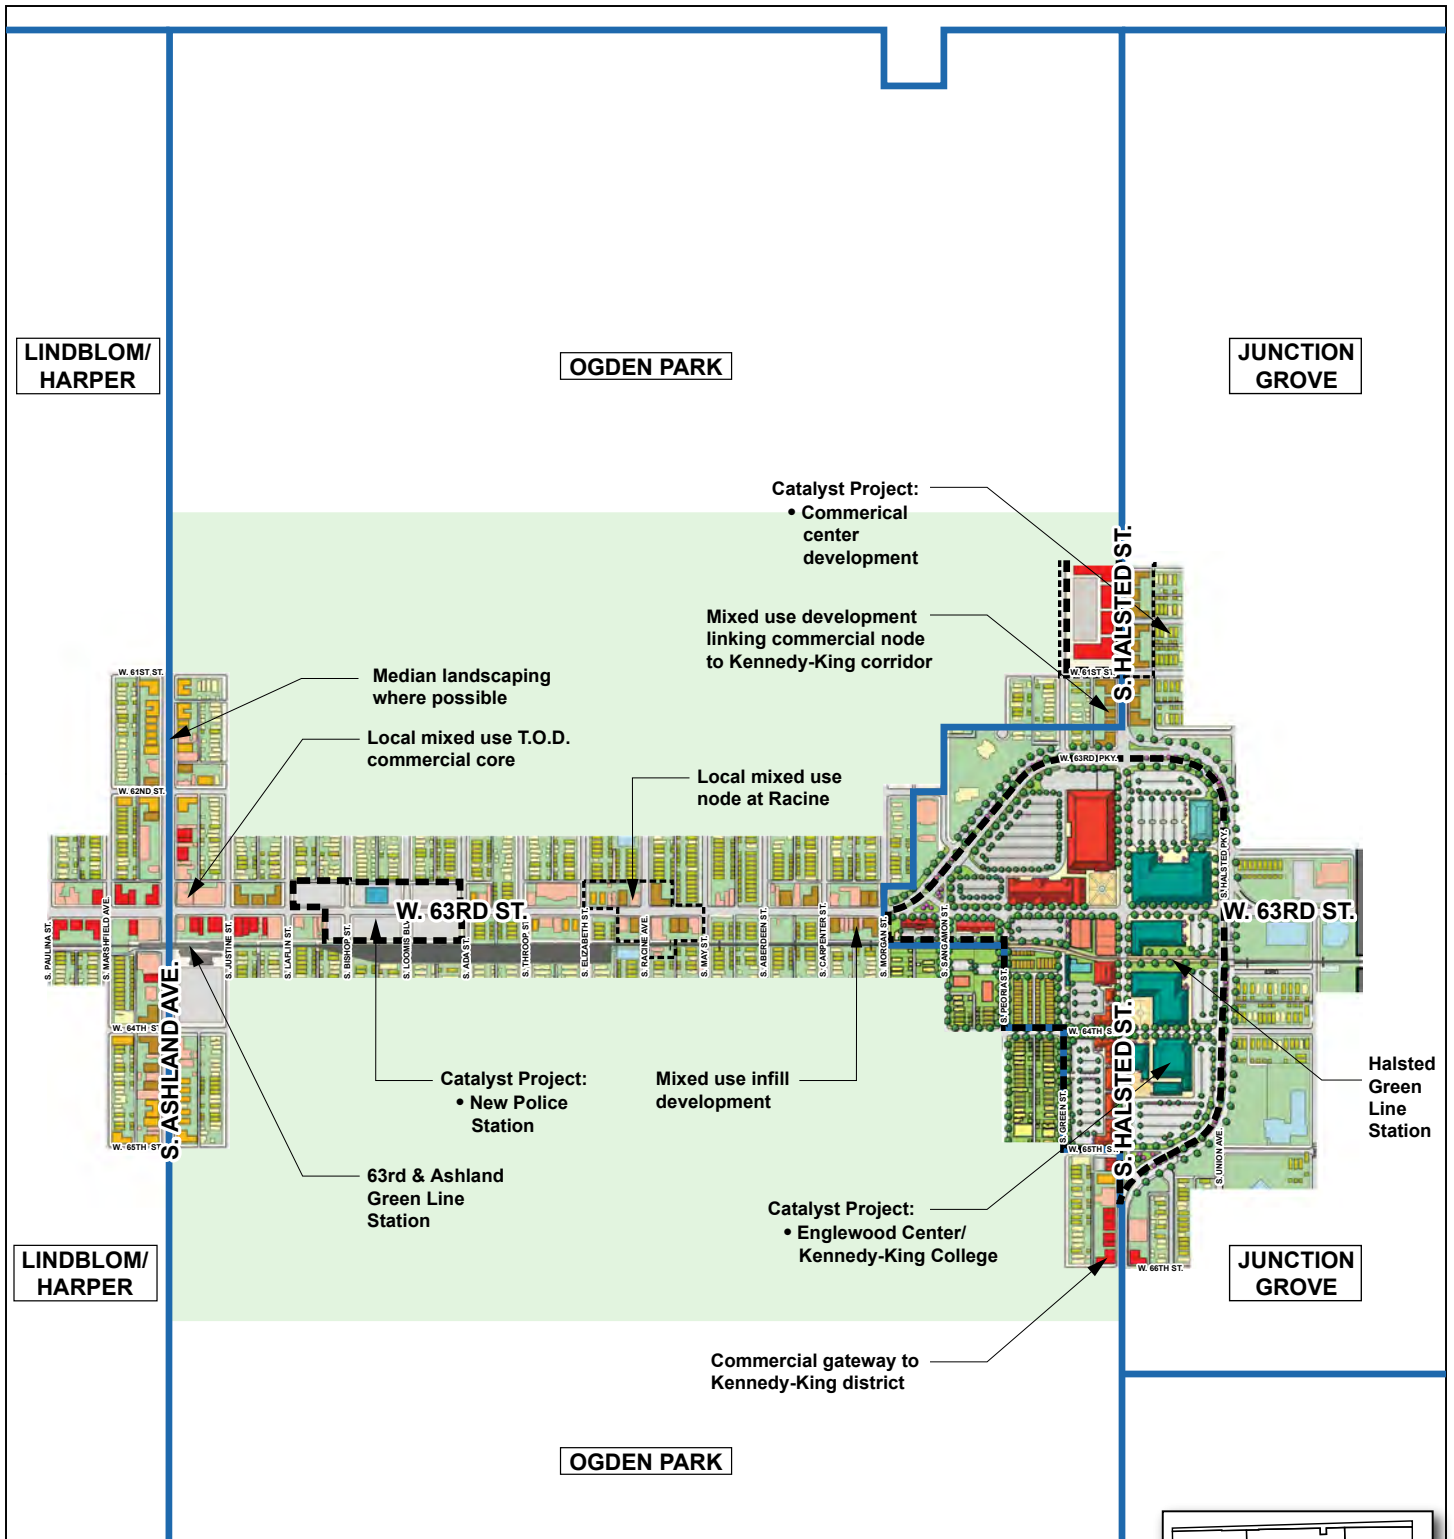 LINDBLOM/
HARPER
OGDEN PARK
JUNCTION
GROVE
Catalyst Project:
• Commerical
center
development
Mixed use development
linking commercial node
to Kennedy-King corridor
Median landscaping
where possible
Local mixed use T.O.D.
commercial core
Local mixed use
node at Racine
S. HALSTED ST.
W. 61ST ST.
W. 61ST ST.
W. 62ND ST.
W. 63RD PKY.
S. HALSTED PKY.
W. 63RD ST.
W. 63RD ST.
S. PAULINA ST.
S. MARSHFIELD AVE.
S. ASHLAND AVE.
S. JUSTINE ST.
S. LAFLIN ST.
S. BISHOP ST.
S. LOOMIS BLV
S. ADA ST.
S. THROOP ST.
S. ELIZABETH ST.
S. RACINE AVE.
S. MAY ST.
S. ABERDEEN ST.
S. CARPENTER ST.
S. MORGAN ST.
S. SANGAMON ST.
S. PEORIA ST.
S. GREEN ST.
S. HALSTED ST.
S. UNION AVE.
W. 64TH ST
W. 64TH S
W. 65TH ST
W. 65TH S
W. 66TH ST.
Catalyst Project:
• New Police
Station
Mixed use infill
development
Halsted
Green
Line
Station
63rd & Ashland
Green Line
Station
Catalyst Project:
• Englewood Center/
Kennedy-King College
LINDBLOM/
HARPER
JUNCTION
GROVE
Commercial gateway to
Kennedy-King district
OGDEN PARK